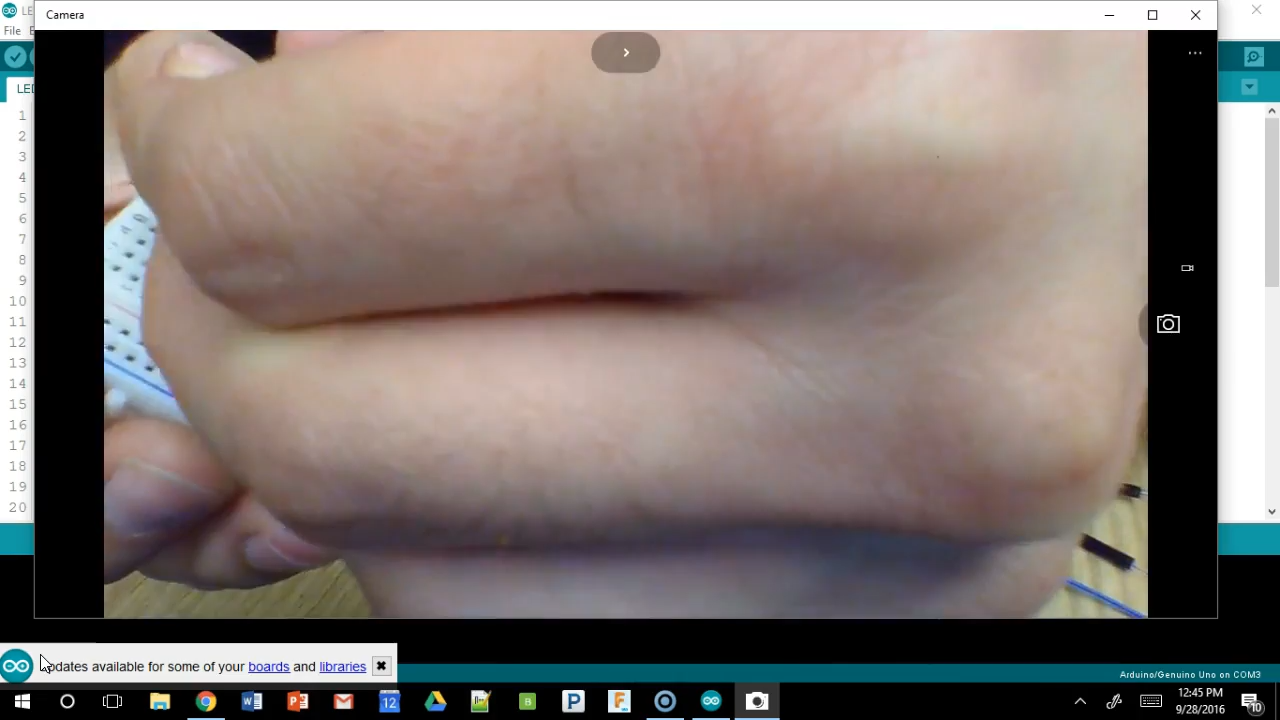 LE
Camera
File
LED
1
2
3
4
5
6
7
8
9
10
11
12
13
14
15
16
17
18
19
20
pdates available for some of your boards and libraries
Arduino/Genuino Uno on COM3
12
B
P
F
12:45 PM
9/28/2016
10